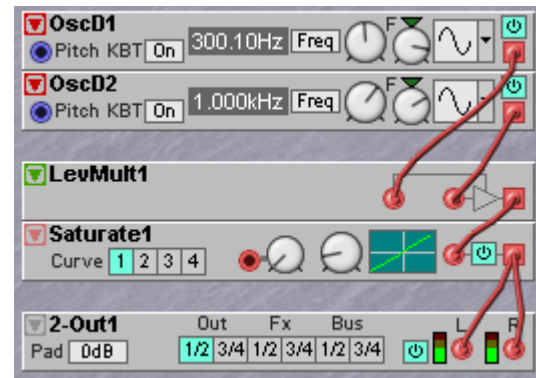 OscD1
Pitch KBT On 300.10Hz Freq F
OscD2
Pitch KBT On 1.000kHz Freq F
LevMult1
Saturate1
Curve 1 2 3 4
2-Out1 Out Fx Bus L R
Pad 0dB 1/2 3/4 1/2 3/4 1/2 3/4